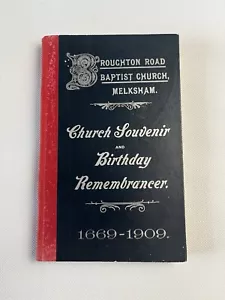 Broughton Road
Baptist Church,
Melksham.
Church Souvenir
AND
Birthday
Remembrancer.
1669-1909.